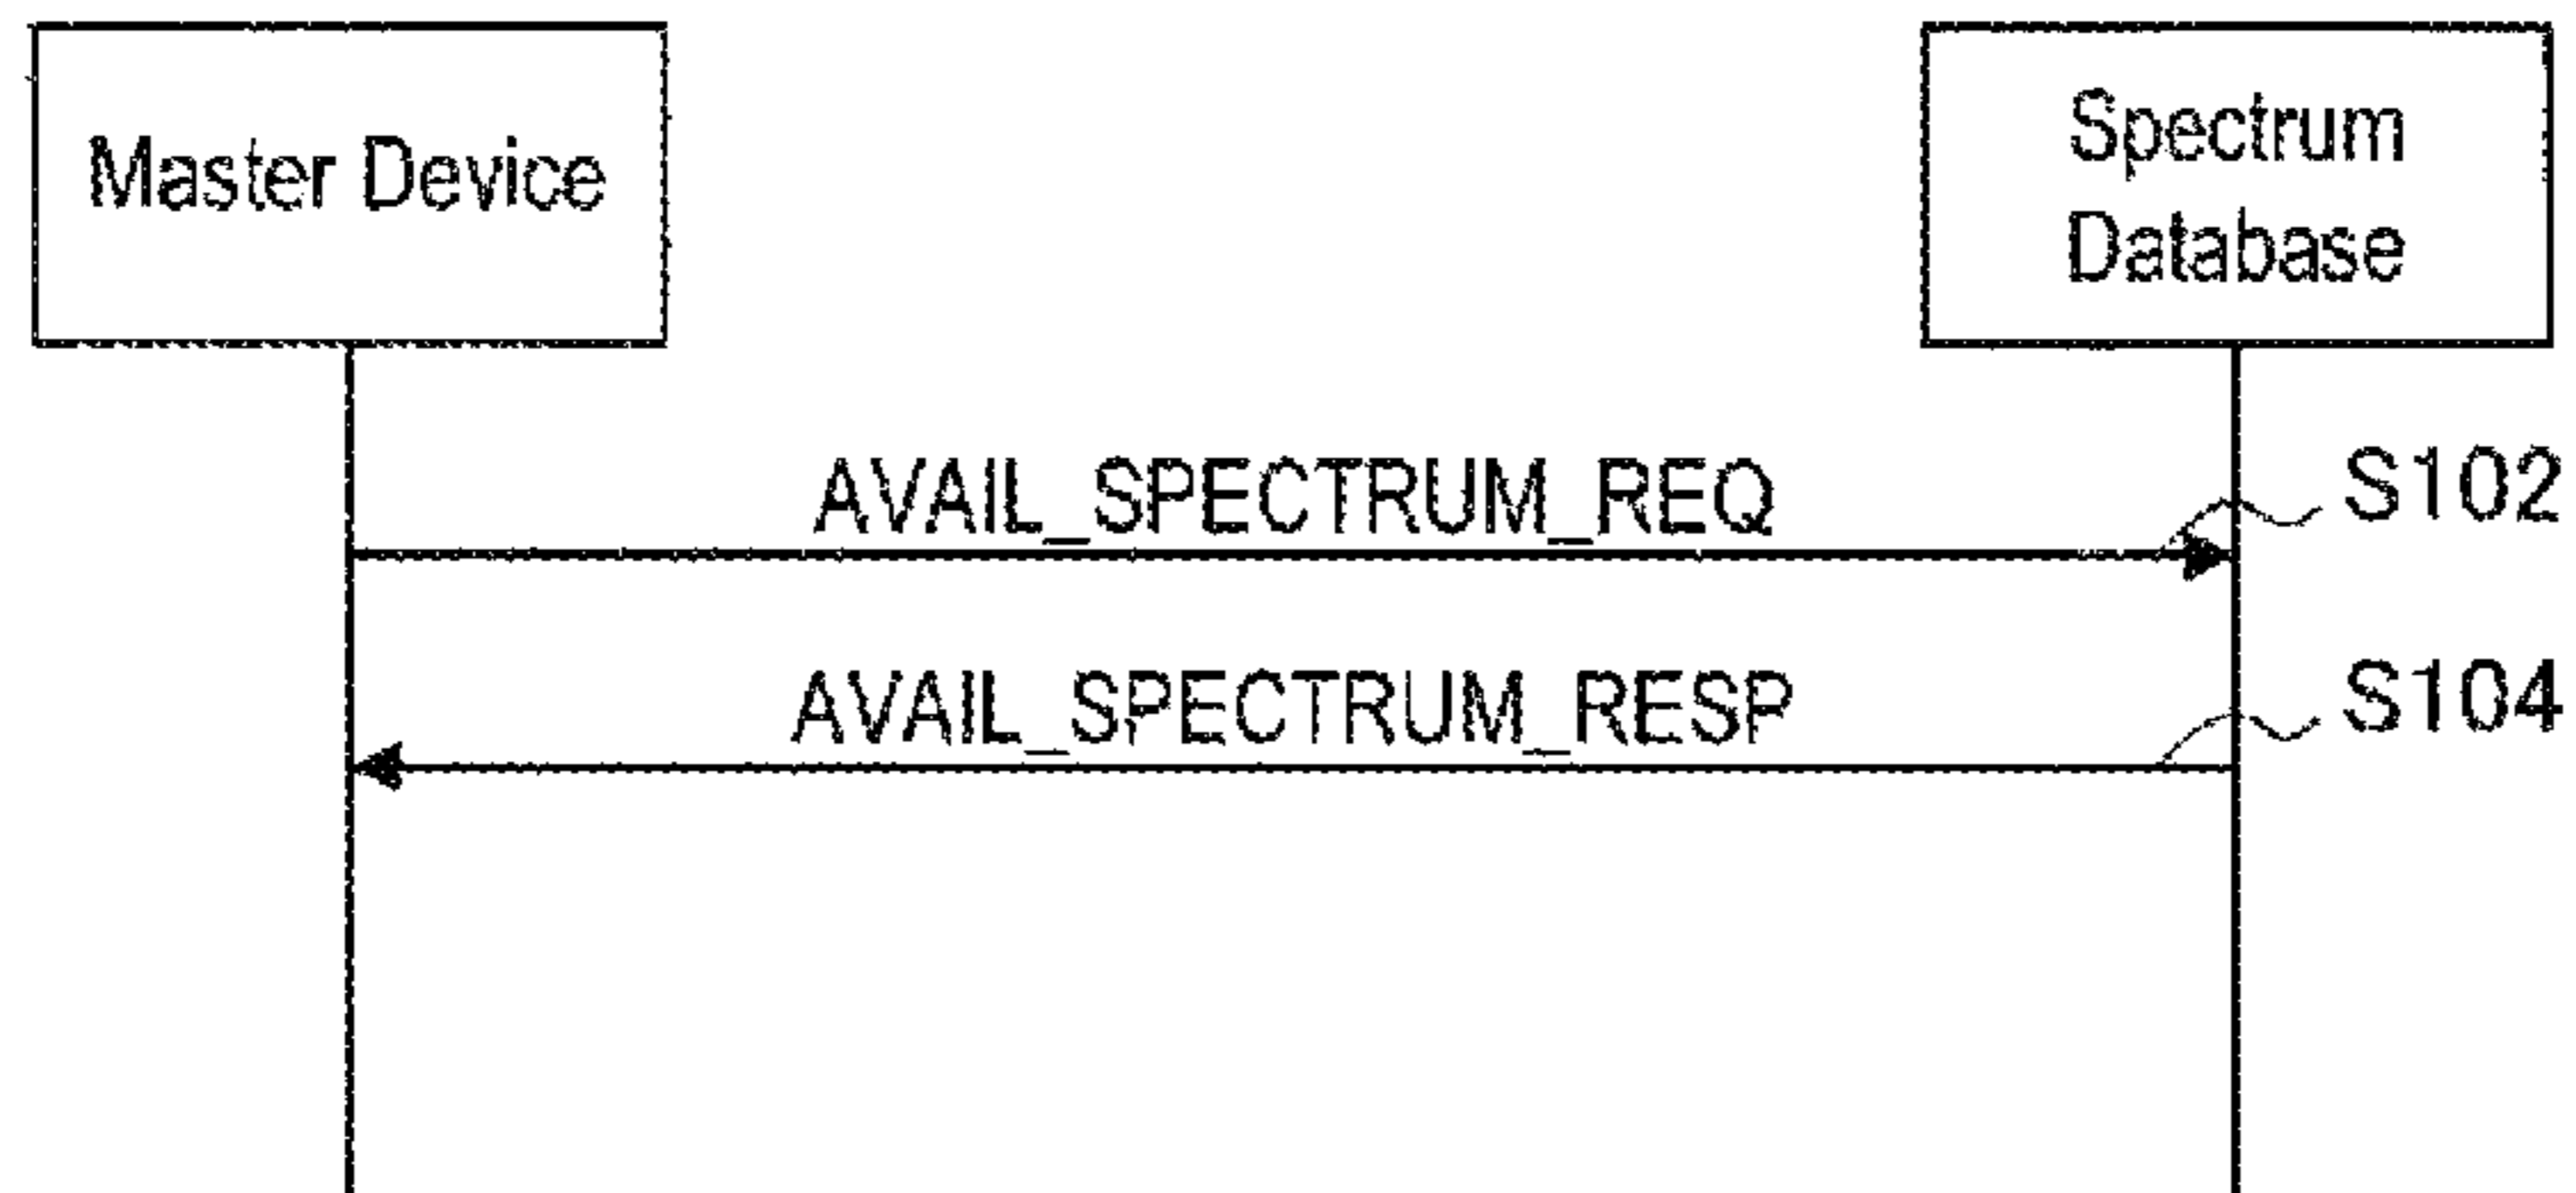 Master Device
Spectrum
Database
AVAIL_SPECTRUM_REQ
S102
AVAIL_SPECTRUM_RESP
S104